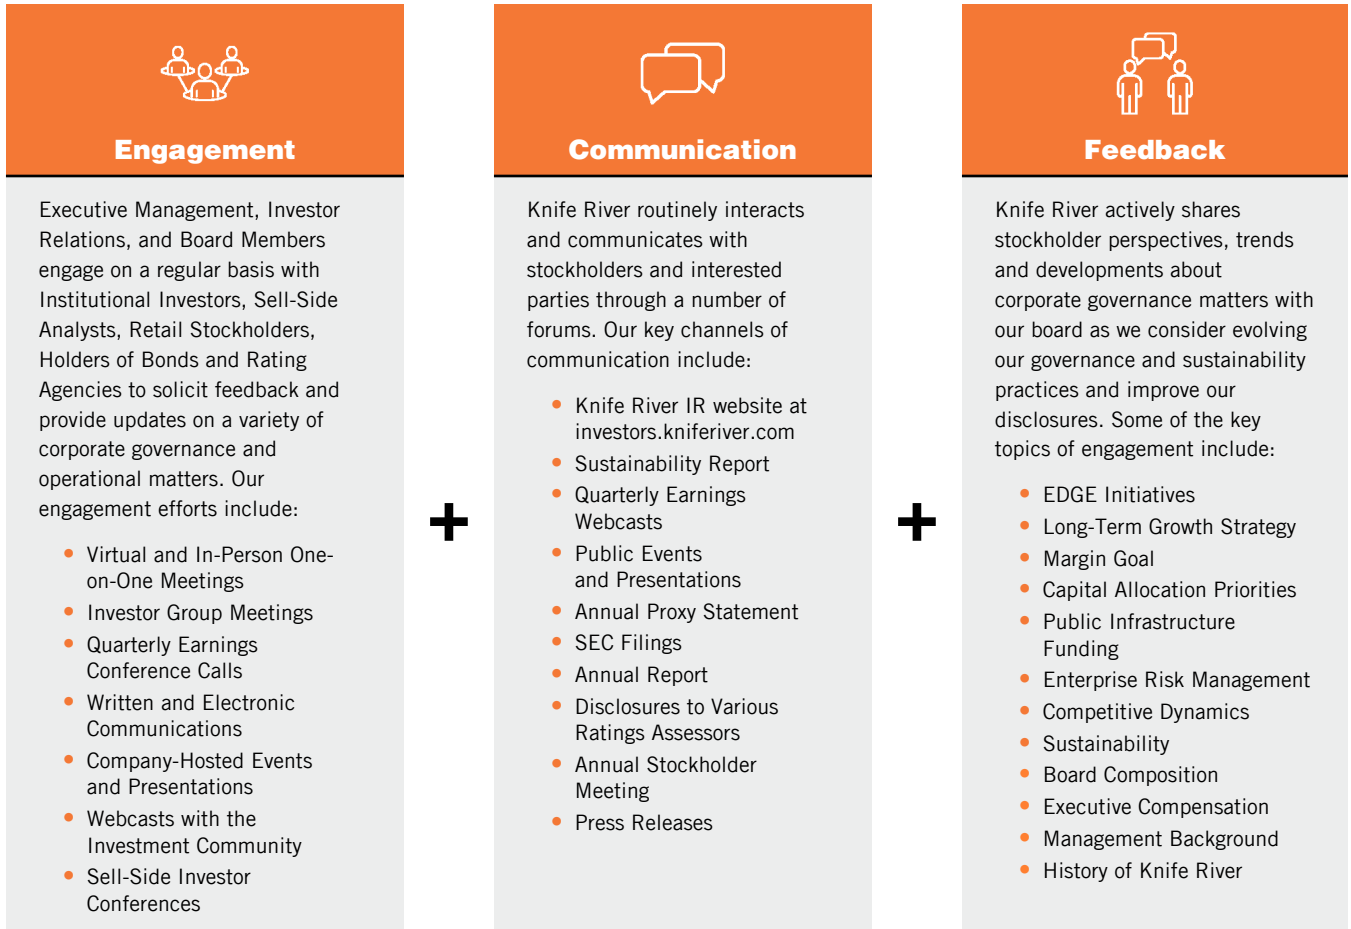 Engagement
Executive Management, Investor
Relations, and Board Members
engage on a regular basis with
Institutional Investors, Sell-Side
Analysts, Retail Stockholders,
Holders of Bonds and Rating
Agencies to solicit feedback and
provide updates on a variety of
corporate governance and
operational matters. Our
engagement efforts include:
• Virtual and In-Person One-
on-One Meetings
• Investor Group Meetings
• Quarterly Earnings
Conference Calls
• Written and Electronic
Communications
• Company-Hosted Events
and Presentations
• Webcasts with the
Investment Community
• Sell-Side Investor
Conferences
+
Communication
Knife River routinely interacts
and communicates with
stockholders and interested
parties through a number of
forums. Our key channels of
communication include:
• Knife River IR website at
investors.kniferiver.com
• Sustainability Report
• Quarterly Earnings
Webcasts
• Public Events
and Presentations
• Annual Proxy Statement
• SEC Filings
• Annual Report
• Disclosures to Various
Ratings Assessors
• Annual Stockholder
Meeting
• Press Releases
+
Feedback
Knife River actively shares
stockholder perspectives, trends
and developments about
corporate governance matters with
our board as we consider evolving
our governance and sustainability
practices and improve our
disclosures. Some of the key
topics of engagement include:
• EDGE Initiatives
• Long-Term Growth Strategy
• Margin Goal
• Capital Allocation Priorities
• Public Infrastructure
Funding
• Enterprise Risk Management
• Competitive Dynamics
• Sustainability
• Board Composition
• Executive Compensation
• Management Background
• History of Knife River